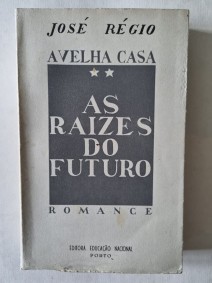 JOSÉ RÉGIO
A VELHA CASA
★ ★
AS
RAIZES
DO
FUTURO
ROMANCE
EDITORA EDUCAÇÃO NACIONAL
PORTO